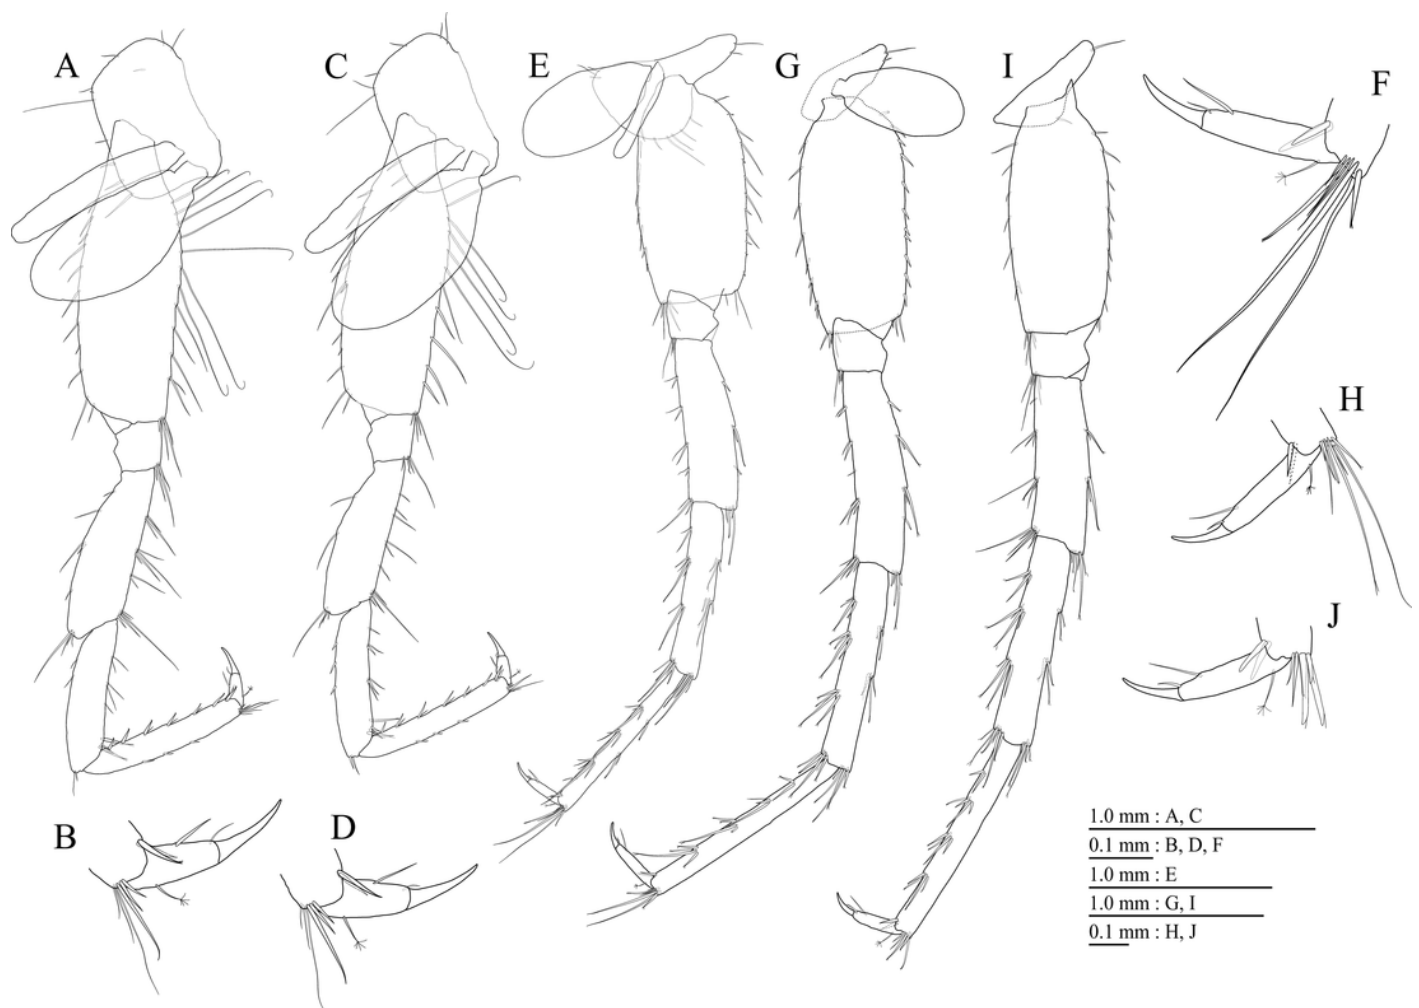 A
C
E
G
I
F
H
J
B
D
1.0 mm : A, C
0.1 mm : B, D, F
1.0 mm : E
1.0 mm : G, I
0.1 mm : H, J